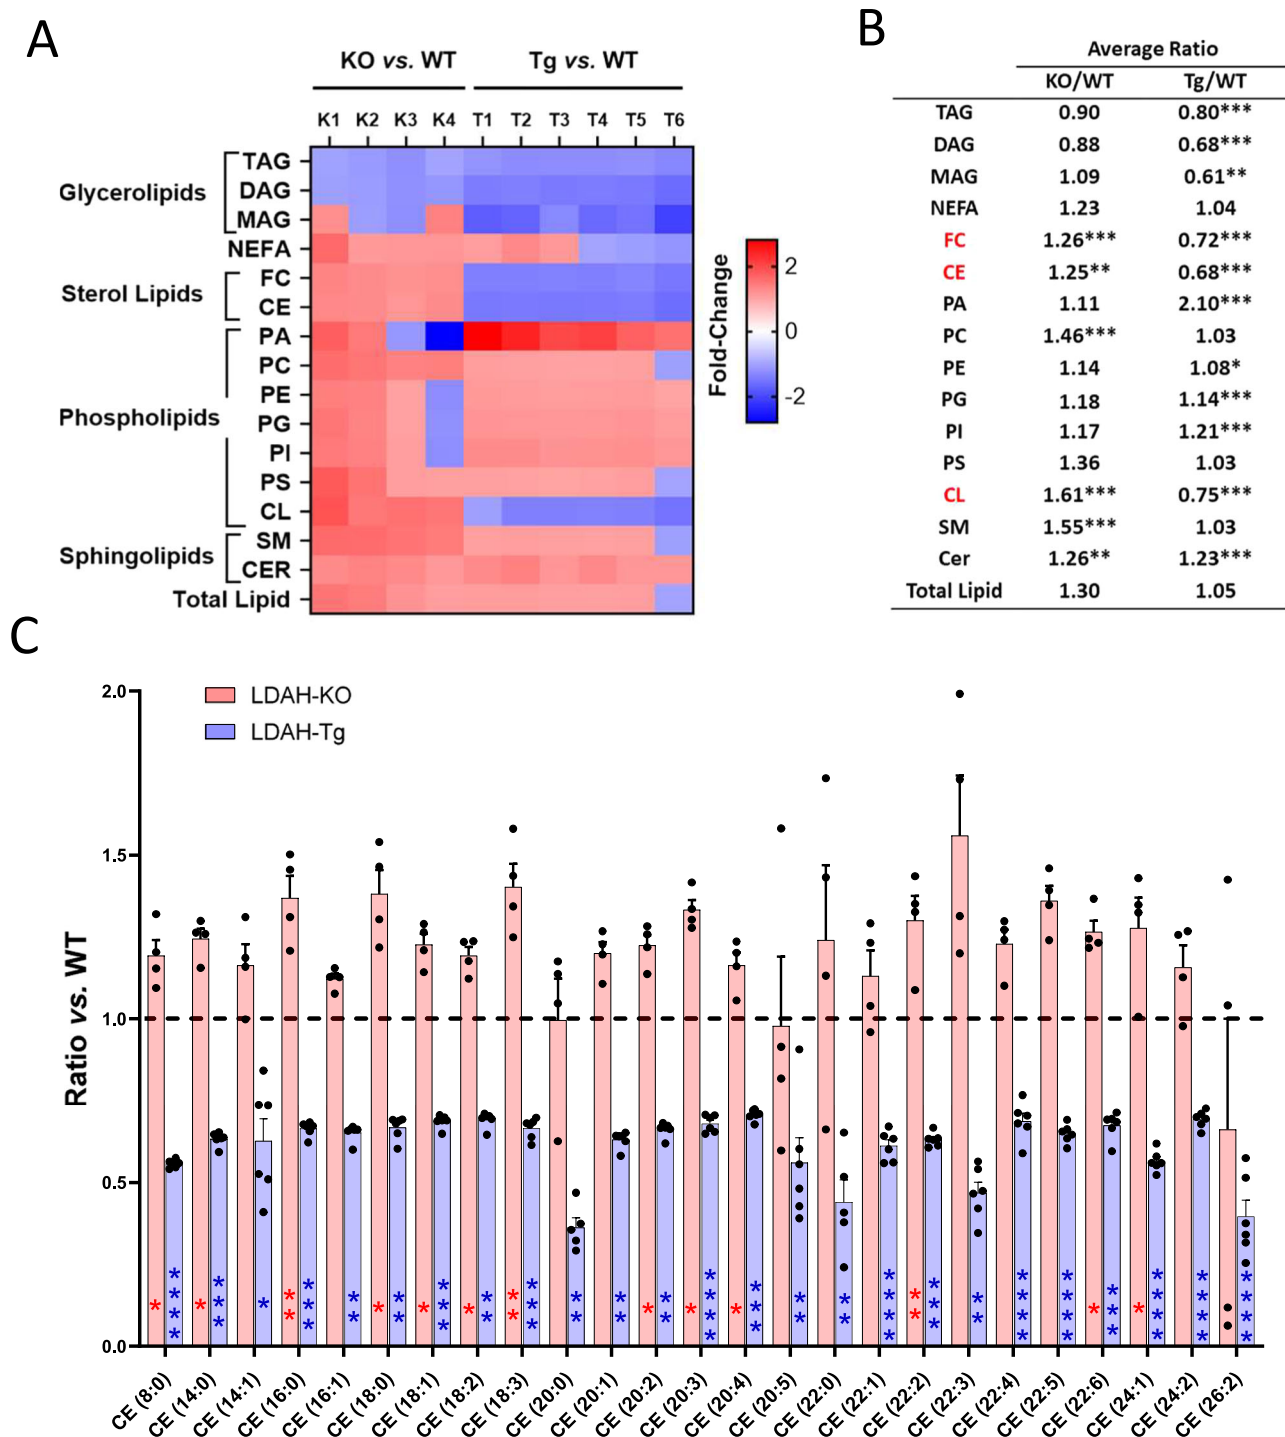 A
KO vs. WT
Tg vs. WT
K1 K2 K3 K4 T1 T2 T3 T4 T5 T6
Glycerolipids
TAG
DAG
MAG
NEFA
Sterol Lipids
FC
CE
Phospholipids
PA
PC
PE
PG
PI
PS
CL
Sphingolipids
SM
CER
Total Lipid
Fold-Change
2
0
-2
B
Average Ratio
KO/WT Tg/WT
TAG 0.90 0.80***
DAG 0.88 0.68***
MAG 1.09 0.61**
NEFA 1.23 1.04
FC 1.26*** 0.72***
CE 1.25** 0.68***
PA 1.11 2.10***
PC 1.46*** 1.03
PE 1.14 1.08*
PG 1.18 1.14***
PI 1.17 1.21***
PS 1.36 1.03
CL 1.61*** 0.75***
SM 1.55*** 1.03
Cer 1.26** 1.23***
Total Lipid 1.30 1.05
C
LDAH-KO
LDAH-Tg
Ratio vs. WT
2.0
1.5
1.0
0.5
0.0
* **** * *** * ** *** ** * ** * *** * ** ** *** ** ** * ** * **** * *** ** ** **** ** *** ** **** **** * *** * **** **** ****
CE (8:0)
CE (14:0)
CE (14:1)
CE (16:0)
CE (16:1)
CE (18:0)
CE (18:1)
CE (18:2)
CE (18:3)
CE (20:0)
CE (20:1)
CE (20:2)
CE (20:3)
CE (20:4)
CE (20:5)
CE (22:0)
CE (22:1)
CE (22:2)
CE (22:3)
CE (22:4)
CE (22:5)
CE (22:6)
CE (24:1)
CE (24:2)
CE (26:2)